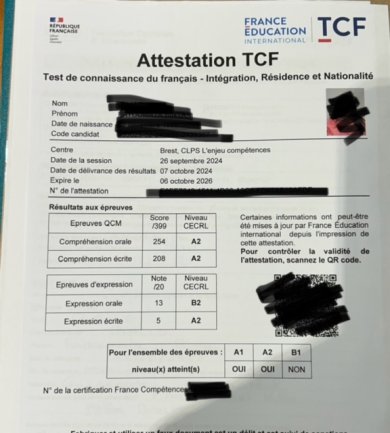 RÉPUBLIQUE
FRANÇAISE
FRANCE
ÉDUCATION
INTERNATIONAL
TCF
Attestation TCF
Test de connaissance du français - Intégration, Résidence et Nationalité
Nom
Prénom
Date de naissance
Code candidat
Centre Brest, CLPS L'enjeu compétences
Date de la session 26 septembre 2024
Date de délivrance des résultats 07 octobre 2024
Expire le 06 octobre 2026
N° de l'attestation
Résultats aux épreuves
Epreuves QCM Score /399 Niveau CECRL
Compréhension orale 254 A2
Compréhension écrite 208 A2
Certaines informations ont peut-être
été mises à jour par France Éducation
international depuis l'impression de
cette attestation.
Pour contrôler la validité de
l'attestation, scannez le QR code.
Epreuves d'expression Note /20 Niveau CECRL
Expression orale 13 B2
Expression écrite 5 A2
Pour l'ensemble des épreuves : A1 A2 B1
niveau(x) atteint(s) OUI OUI NON
N° de la certification France Compétences